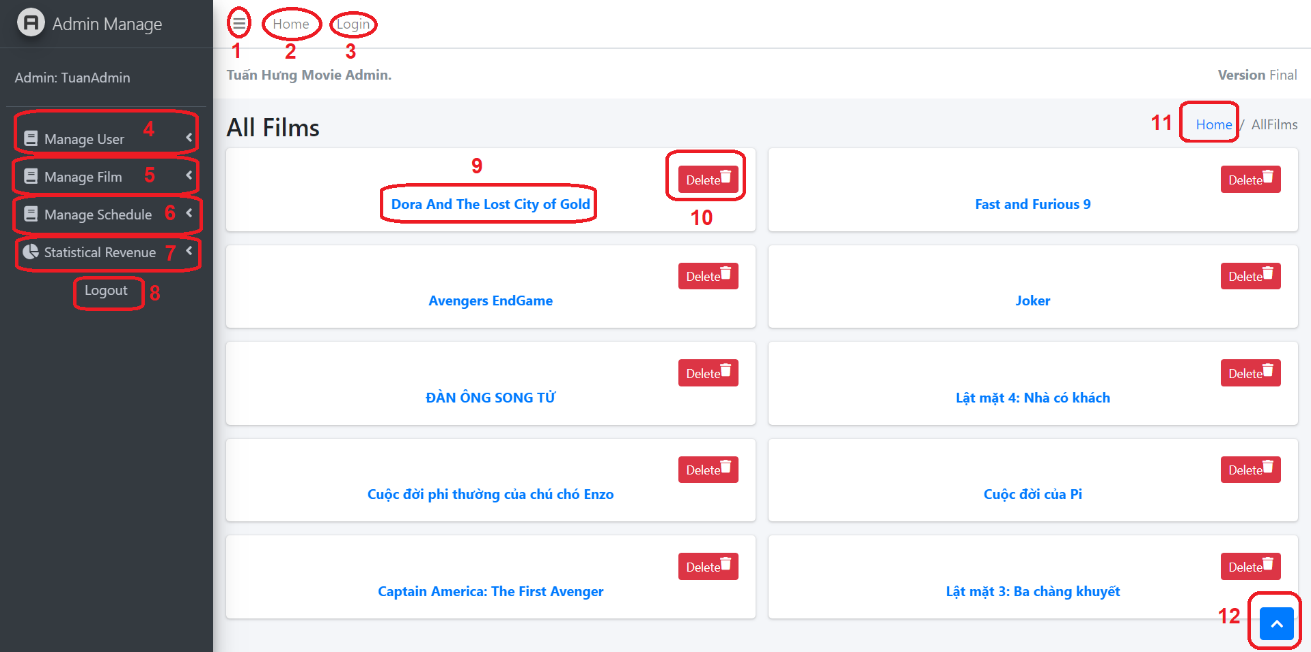 A Admin Manage
Home Login
1 2 3
Admin: TuanAdmin
Tuấn Hưng Movie Admin.
Version Final
Manage User 4
Manage Film 5
Manage Schedule 6
Statistical Revenue 7
Logout 8
All Films
11 Home / AllFilms
9
Delete
10
Dora And The Lost City of Gold
Delete
Fast and Furious 9
Delete
Avengers EndGame
Delete
Joker
Delete
ĐÀN ÔNG SONG TỬ
Delete
Lật mặt 4: Nhà có khách
Delete
Cuộc đời phi thường của chú chó Enzo
Delete
Cuộc đời của Pi
Delete
Captain America: The First Avenger
Delete
Lật mặt 3: Ba chàng khuyết
12